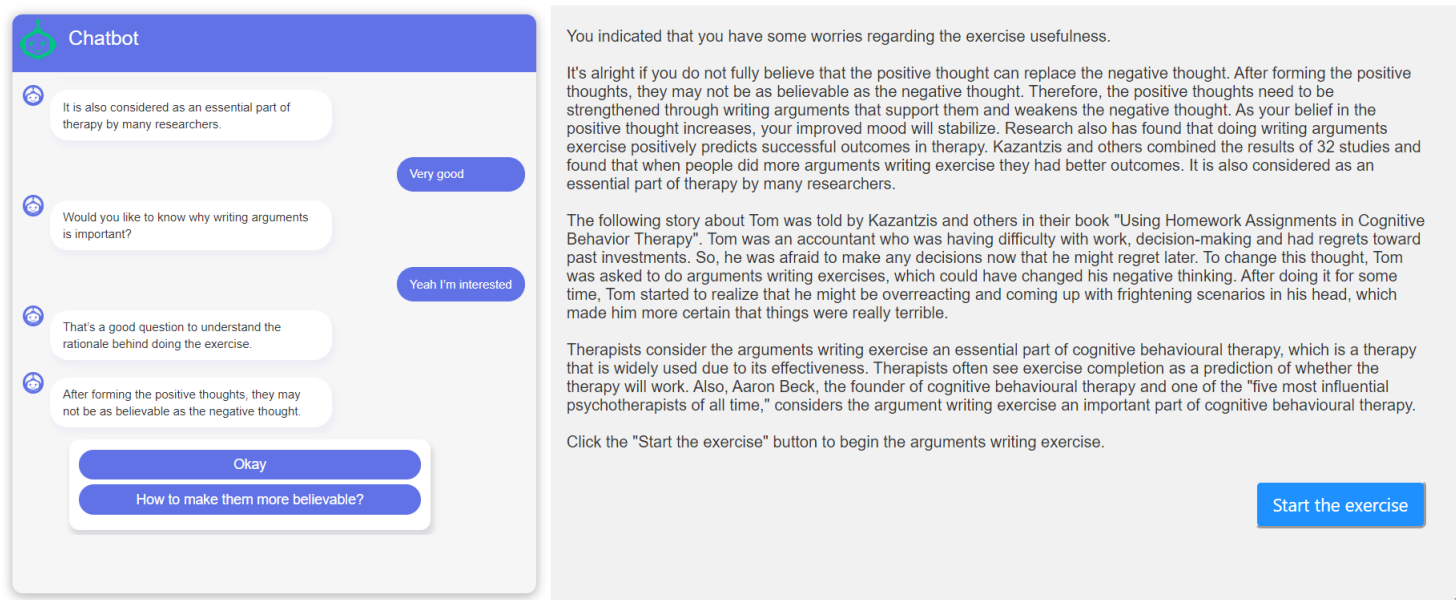 Chatbot
It is also considered as an essential part of
therapy by many researchers.
Very good
Would you like to know why writing arguments
is important?
Yeah I'm interested
That's a good question to understand the
rationale behind doing the exercise.
After forming the positive thoughts, they may
not be as believable as the negative thought.
Okay
How to make them more believable?
You indicated that you have some worries regarding the exercise usefulness.
It's alright if you do not fully believe that the positive thought can replace the negative thought. After forming the positive
thoughts, they may not be as believable as the negative thought. Therefore, the positive thoughts need to be
strengthened through writing arguments that support them and weakens the negative thought. As your belief in the
positive thought increases, your improved mood will stabilize. Research also has found that doing writing arguments
exercise positively predicts successful outcomes in therapy. Kazantzis and others combined the results of 32 studies and
found that when people did more arguments writing exercise they had better outcomes. It is also considered as an
essential part of therapy by many researchers.
The following story about Tom was told by Kazantzis and others in their book "Using Homework Assignments in Cognitive
Behavior Therapy". Tom was an accountant who was having difficulty with work, decision-making and had regrets toward
past investments. So, he was afraid to make any decisions now that he might regret later. To change this thought, Tom
was asked to do arguments writing exercises, which could have changed his negative thinking. After doing it for some
time, Tom started to realize that he might be overreacting and coming up with frightening scenarios in his head, which
made him more certain that things were really terrible.
Therapists consider the arguments writing exercise an essential part of cognitive behavioural therapy, which is a therapy
that is widely used due to its effectiveness. Therapists often see exercise completion as a prediction of whether the
therapy will work. Also, Aaron Beck, the founder of cognitive behavioural therapy and one of the "five most influential
psychotherapists of all time," considers the argument writing exercise an important part of cognitive behavioural therapy.
Click the "Start the exercise" button to begin the arguments writing exercise.
Start the exercise